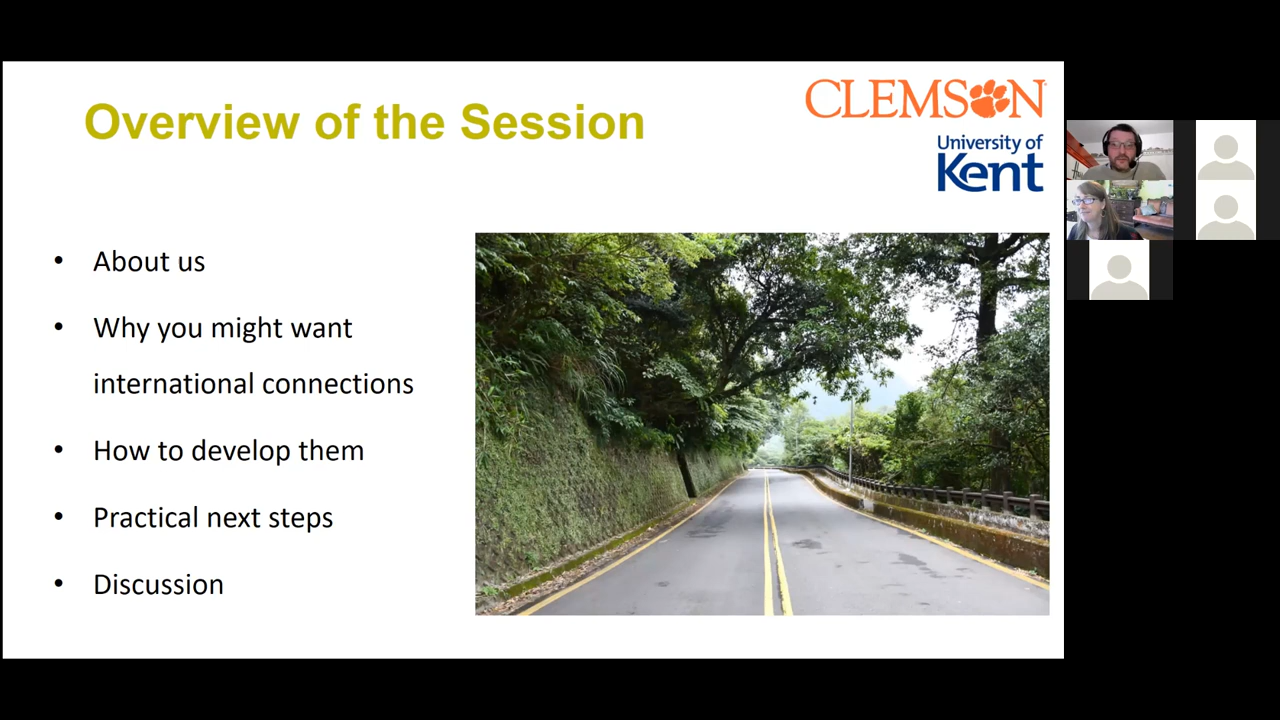 Overview of the Session
CLEMSON
University of
Kent
• About us
• Why you might want
international connections
• How to develop them
• Practical next steps
• Discussion